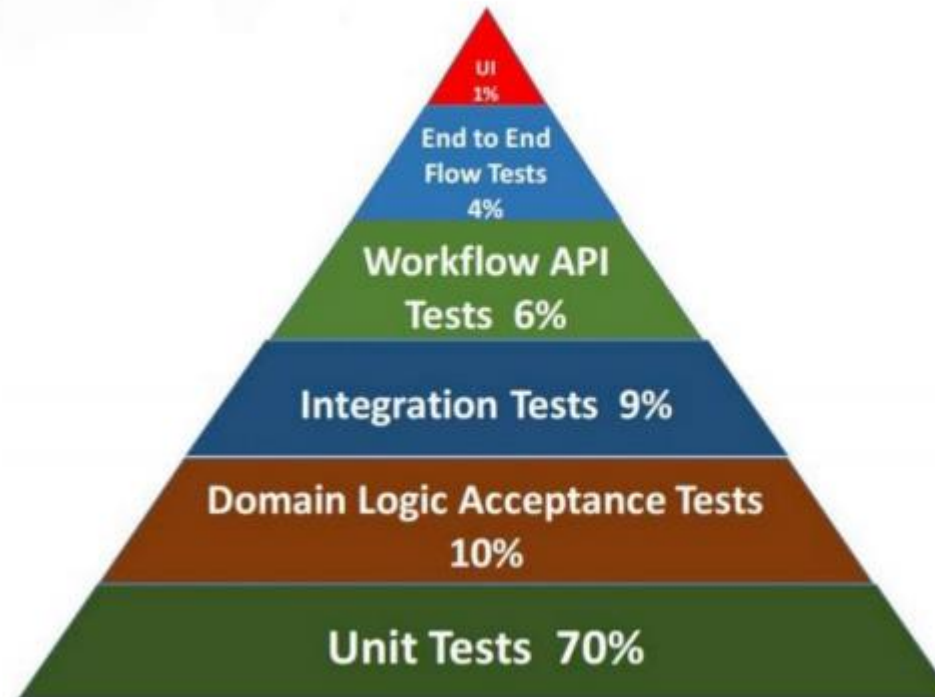 UI
1%
End to End
Flow Tests
4%
Workflow API
Tests 6%
Integration Tests 9%
Domain Logic Acceptance Tests
10%
Unit Tests 70%